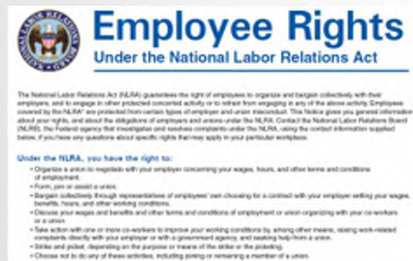 NATIONAL LABOR RELATIONS BOARD
Employee Rights
Under the National Labor Relations Act
The National Labor Relations Act (NLRA) guarantees the right of employees to organize and bargain collectively with their
employers, and to engage in other protected concerted activity or to refrain from engaging in any of the above activity. Employees
covered by the NLRA* are protected from certain types of employer and union misconduct. This Notice gives you general information
about your rights, and about the obligations of employers and unions under the NLRA. Contact the National Labor Relations Board
(NLRB), the Federal agency that investigates and resolves complaints under the NLRA, using the contact information supplied
below, if you have any questions about specific rights that may apply in your particular workplace.
Under the NLRA, you have the right to:
• Organize a union to negotiate with your employer concerning your wages, hours, and other terms and conditions
of employment.
• Form, join or assist a union.
• Bargain collectively through representatives of employees' own choosing for a contract with your employer setting your wages,
benefits, hours, and other working conditions.
• Discuss your wages and benefits and other terms and conditions of employment or union organizing with your co-workers
or a union.
• Take action with one or more co-workers to improve your working conditions by, among other means, raising work-related
complaints directly with your employer or with a government agency, and seeking help from a union.
• Strike and picket, depending on the purpose or means of the strike or the picketing.
• Choose not to do any of these activities, including joining or remaining a member of a union.